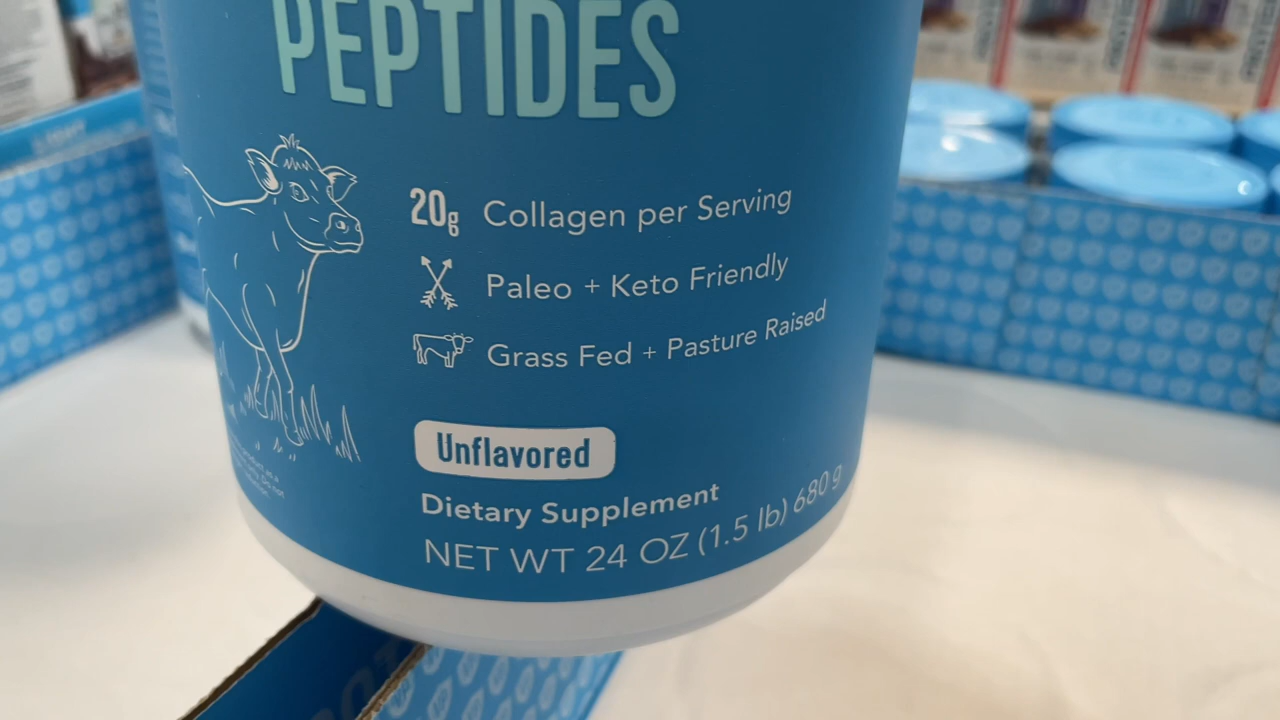 PEPTIDES
20g Collagen per Serving
Paleo + Keto Friendly
Grass Fed + Pasture Raised
Unflavored
Dietary Supplement
NET WT 24 OZ (1.5 lb) 680 g